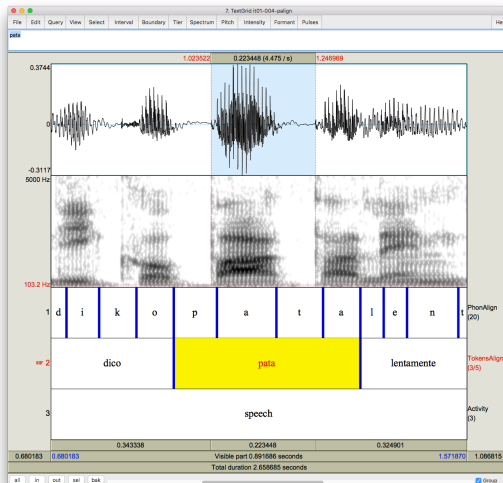 7. TextGrid it01-004-palign
File Edit Query View Select Interval Boundary Tier Spectrum Pitch Intensity Formant Pulses He
pata
1.023522 0.223448 (4.475 / s) 1.246969
0.3744
0
-0.3117
5000 Hz
103.2 Hz
1 d i k o p a t a l e n t PhonAlign (20)
2 dico pata lentamente TokensAlign (3/5)
3 speech Activity (3)
0.343338 0.223448 0.324901
0.680183 0.680183 Visible part 0.891686 seconds 1.571870 1.086815
Total duration 2.658685 seconds
all in out sel bak Group